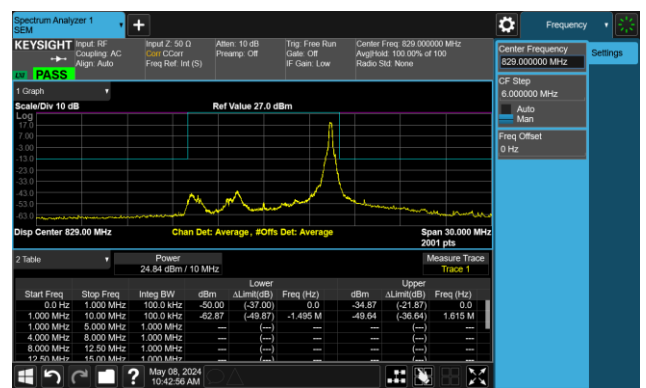 Spectrum Analyzer 1
SEM
Frequency
KEYSIGHT
Input: RF
Coupling: AC
Align: Auto
Input Z: 50 Ω
Corr CCorr
Freq Ref: Int (S)
Atten: 10 dB
Preamp: Off
Trig: Free Run
Gate: Off
IF Gain: Low
Center Freq: 829.000000 MHz
Avg|Hold: 100.00% of 100
Radio Std: None
LW PASS
Center Frequency
829.000000 MHz
Settings
CF Step
6.000000 MHz
Auto
Man
Freq Offset
0 Hz
1 Graph
Scale/Div 10 dB
Ref Value 27.0 dBm
Log
17.0
7.00
-3.00
-13.0
-23.0
-33.0
-43.0
-53.0
-63.0
Disp Center 829.00 MHz
Chan Det: Average , #Offs Det: Average
Span 30.000 MHz
2001 pts
2 Table
Power
24.84 dBm / 10 MHz
Measure Trace
Trace 1
Lower Upper
Start Freq Stop Freq Integ BW dBm ΔLimit(dB) Freq (Hz) dBm ΔLimit(dB) Freq (Hz)
0.0 Hz 1.000 MHz 100.0 kHz -50.00 (-37.00) 0.0 -34.87 (-21.87) 0.0
1.000 MHz 10.00 MHz 100.0 kHz -62.87 (-49.87) -1.495 M -49.64 (-36.64) 1.615 M
1.000 MHz 5.000 MHz 1.000 MHz --- (---) --- --- (---) ---
4.000 MHz 8.000 MHz 1.000 MHz --- (---) --- --- (---) ---
8.000 MHz 12.50 MHz 1.000 MHz --- (---) --- --- (---) ---
12.50 MHz 15.00 MHz 1.000 MHz --- (---) --- --- (---) ---
?
May 08, 2024
10:42:56 AM